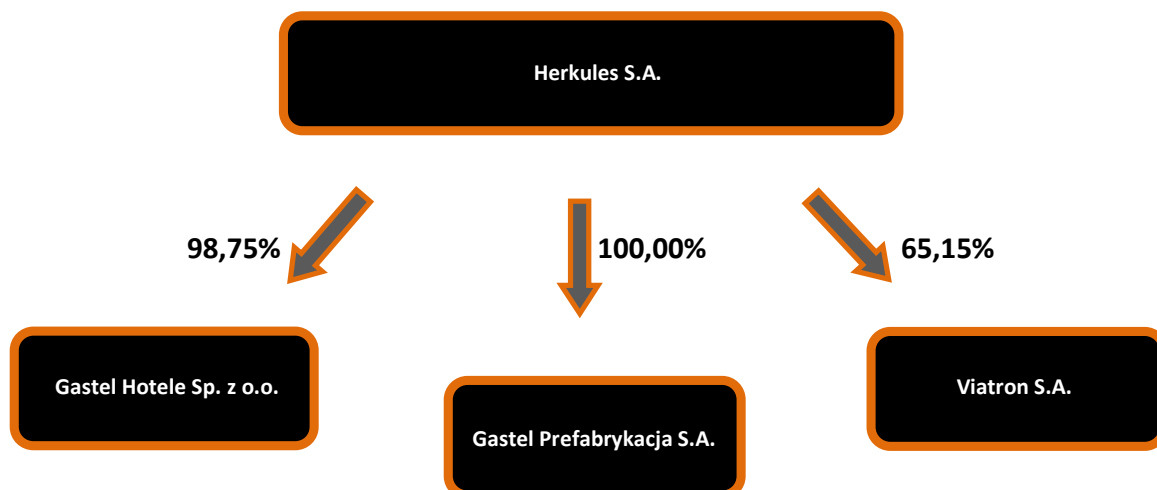 Herkules S.A.
98,75%
100,00%
65,15%
Gastel Hotele Sp. z o.o.
Gastel Prefabrykacja S.A.
Viatron S.A.